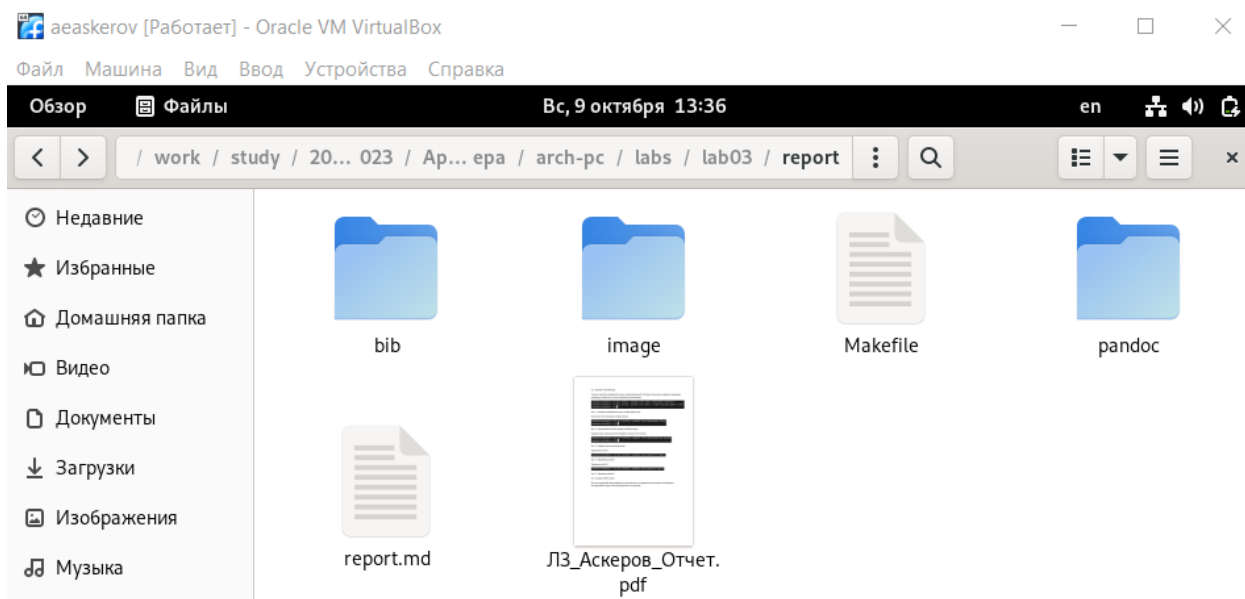 aeaskerov [Работает] - Oracle VM VirtualBox
Файл Машина Вид Ввод Устройства Справка
Обзор Файлы Вс, 9 октября 13:36 en
/ work / study / 20... 023 / Ар... ера / arch-pc / labs / lab03 / report
Недавние
Избранные
Домашняя папка
Видео
Документы
Загрузки
Изображения
Музыка
bib image Makefile pandoc
report.md Л3_Аскеров_Отчет.
pdf